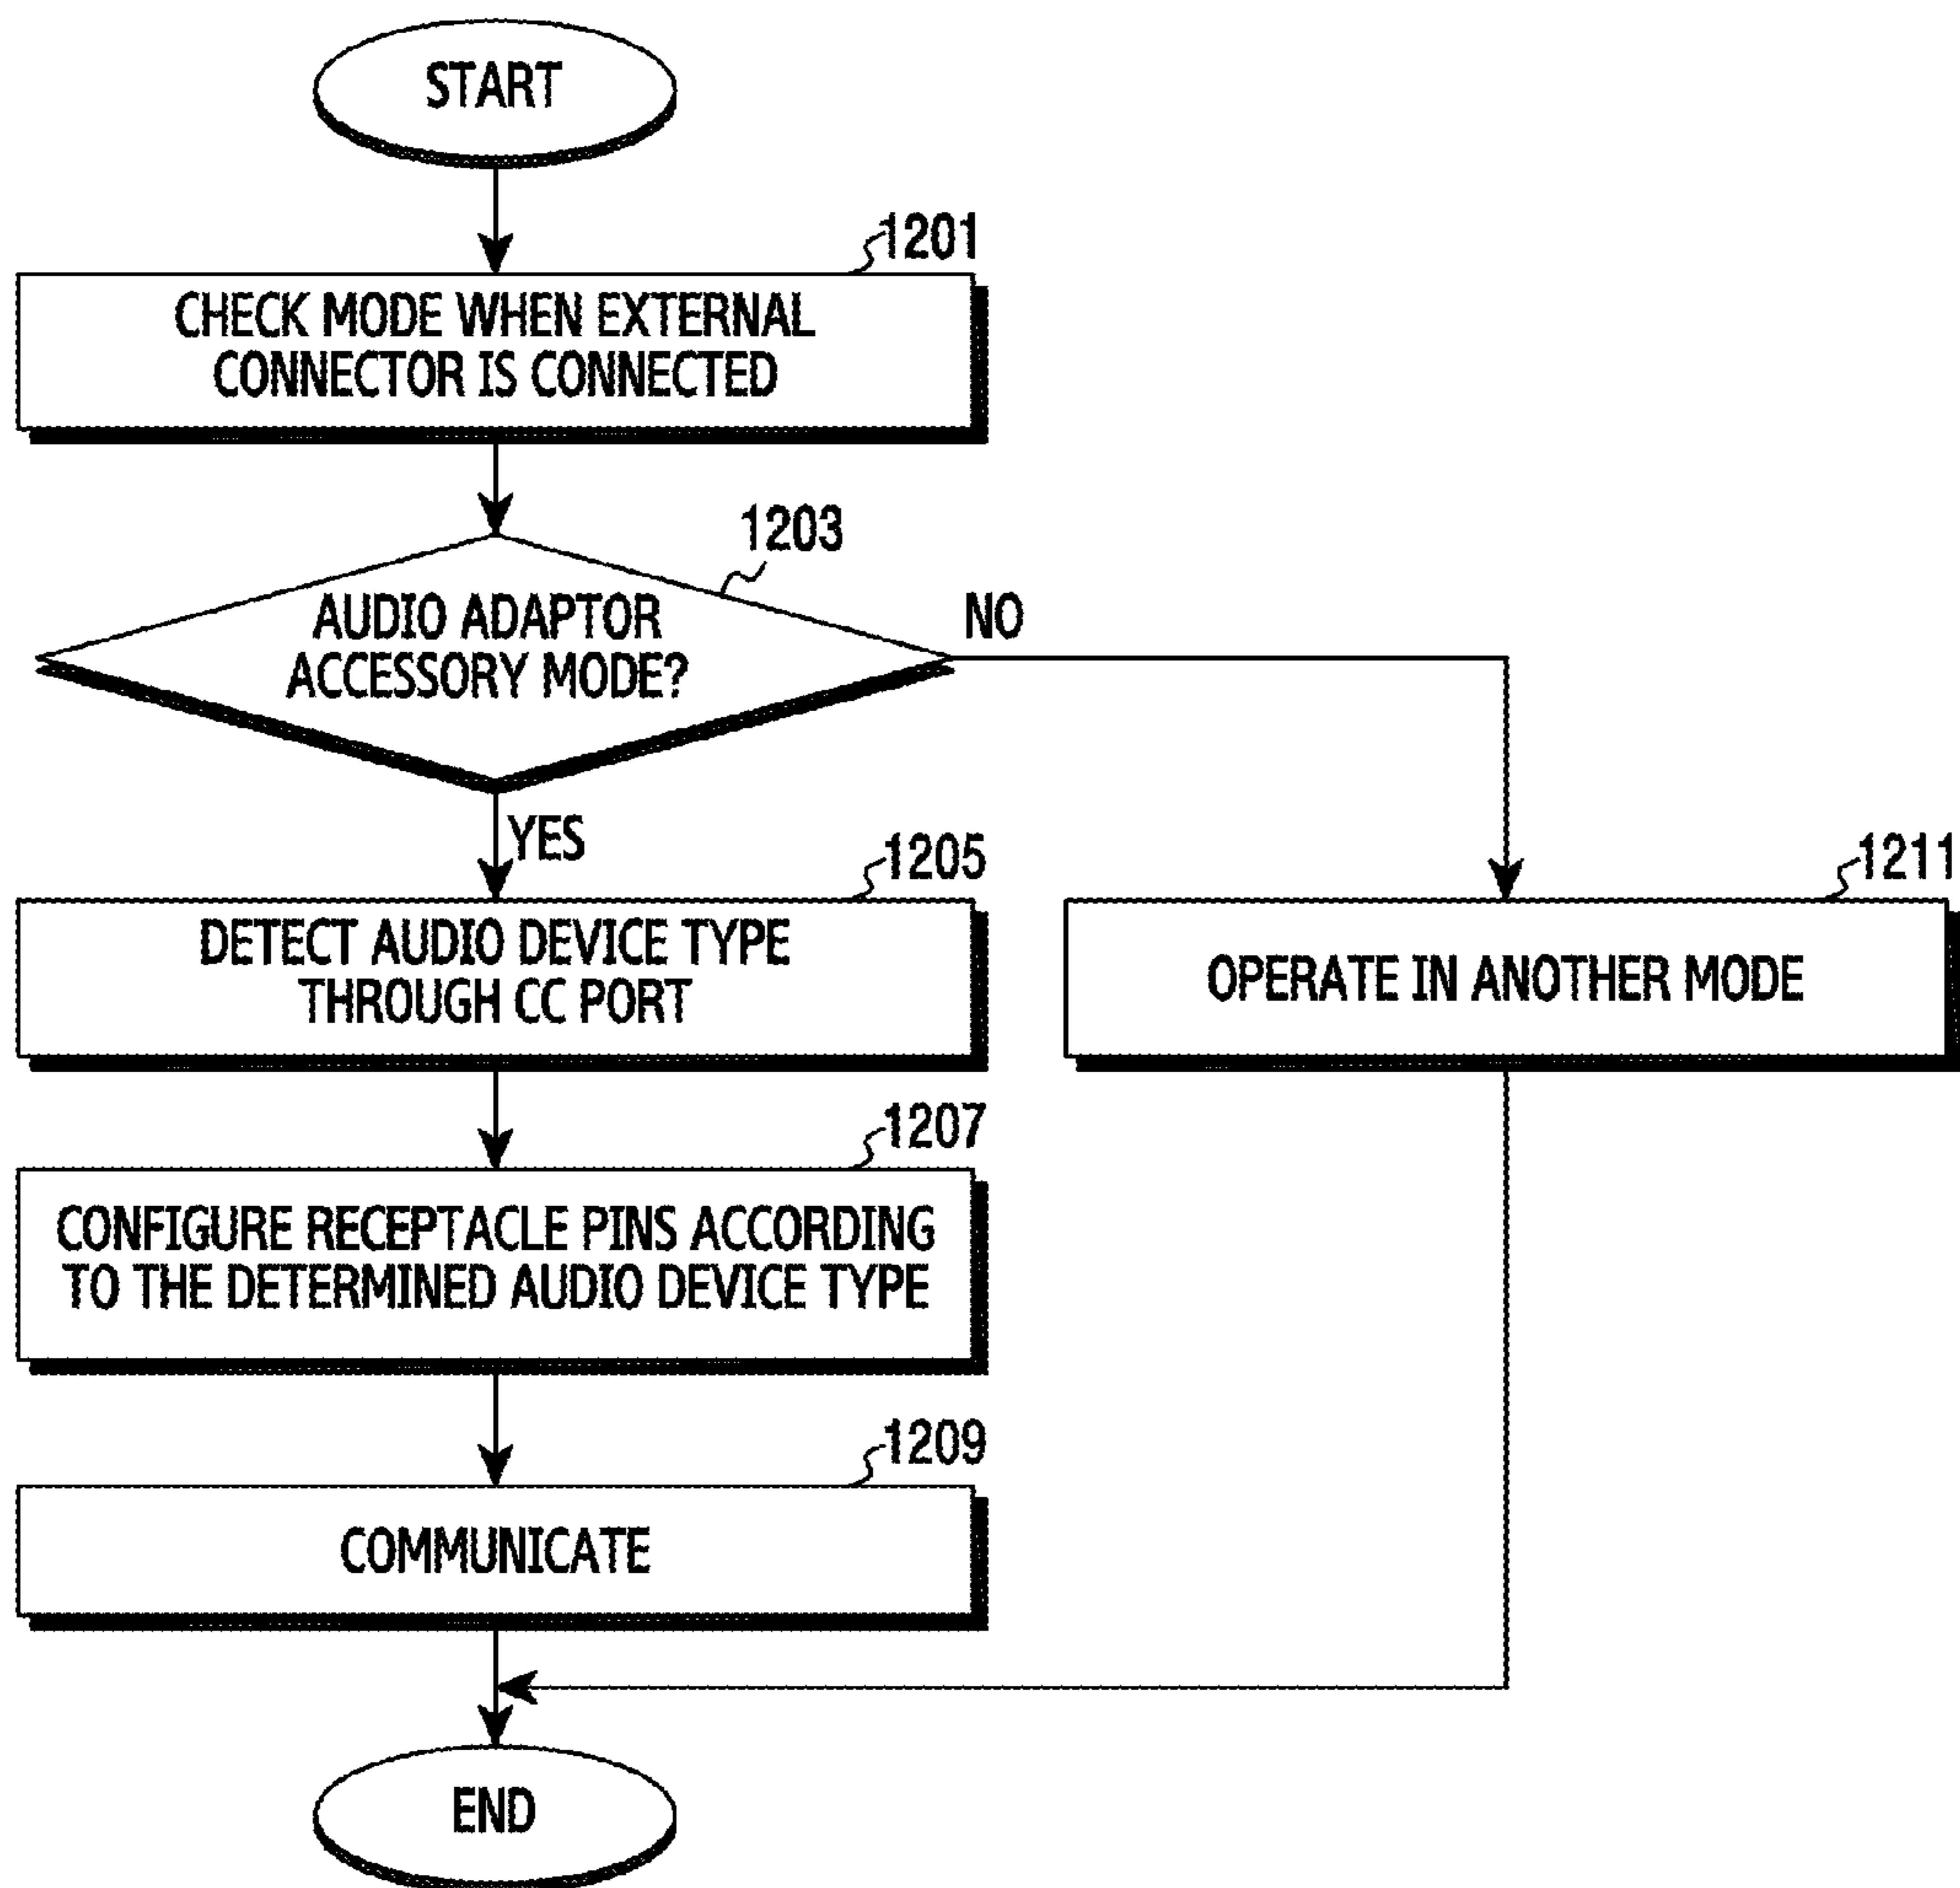 START
1201
CHECK MODE WHEN EXTERNAL
CONNECTOR IS CONNECTED
1203
AUDIO ADAPTOR
ACCESSORY MODE?
NO
YES
1205
DETECT AUDIO DEVICE TYPE
THROUGH CC PORT
1211
OPERATE IN ANOTHER MODE
1207
CONFIGURE RECEPTACLE PINS ACCORDING
TO THE DETERMINED AUDIO DEVICE TYPE
1209
COMMUNICATE
END